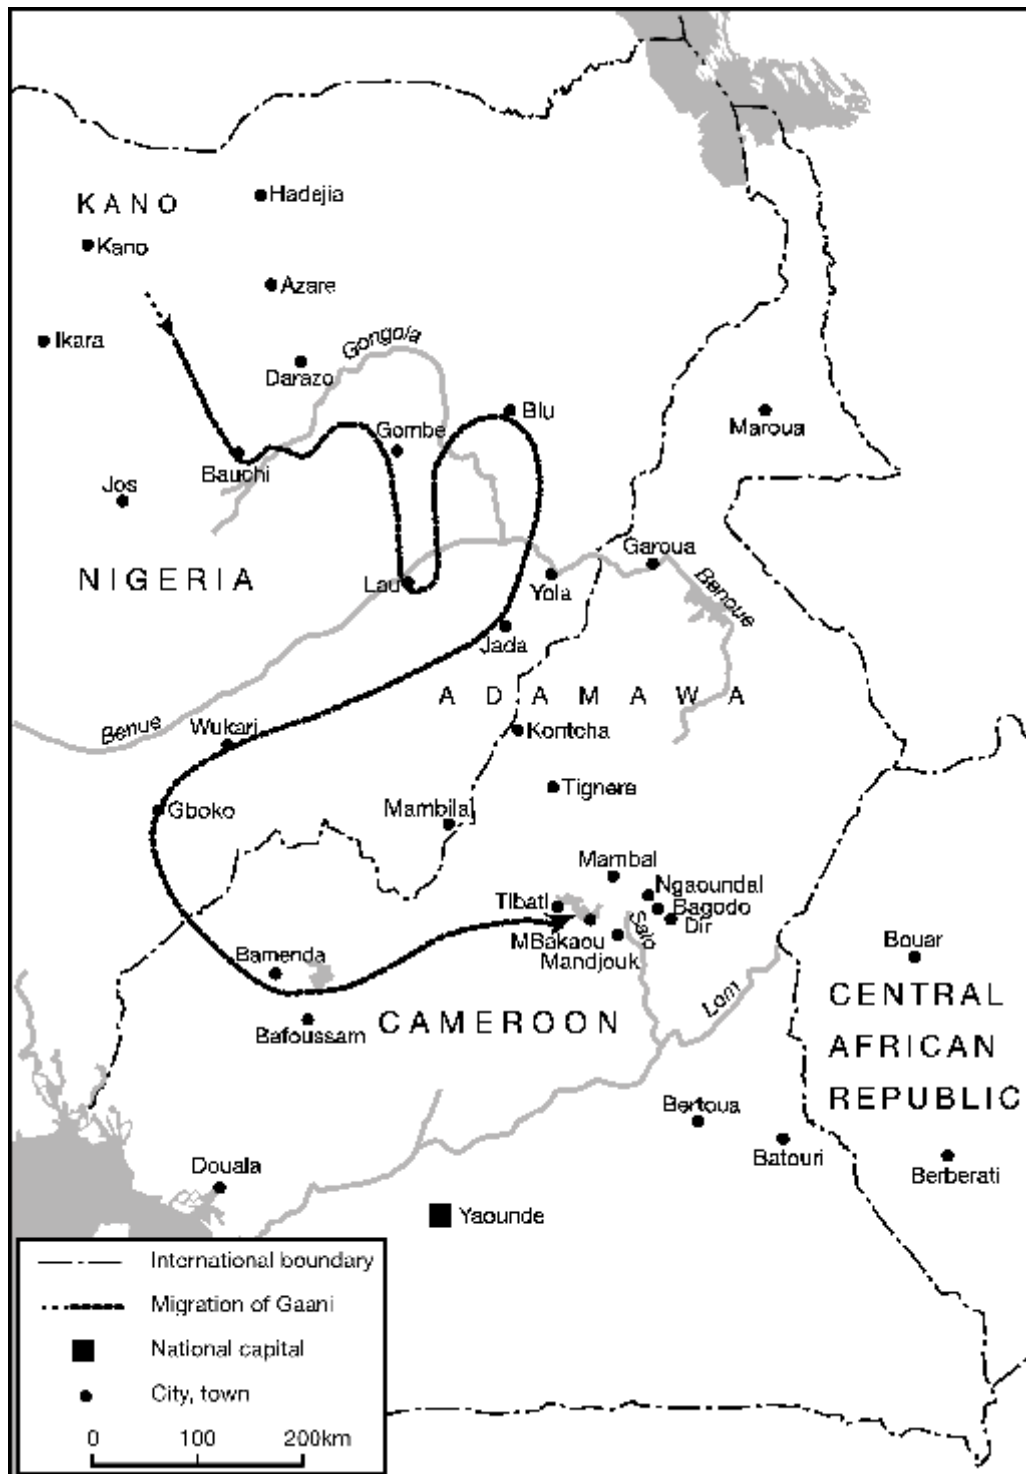 Hadejia
KANO
Kano
Azare
Ikara
Gongola
Darazo
Blu
Maroua
Gombe
Bauchi
Jos
Garoua
NIGERIA
Lau
Yola
Benoue
Jada
ADAMAWA
Benue
Wukari
Kontcha
Tignere
Gboko
Mambila
Mambal
Ngaoundal
Tibati
Bagodo
Dir
Salo
MBakaou
Mandjouk
Bamenda
Bouar
Lom
CENTRAL
AFRICAN
REPUBLIC
CAMEROON
Bafoussam
Bertoua
Batouri
Berberati
Douala
Yaounde
International boundary
Migration of Gaani
National capital
City, town
0 100 200km